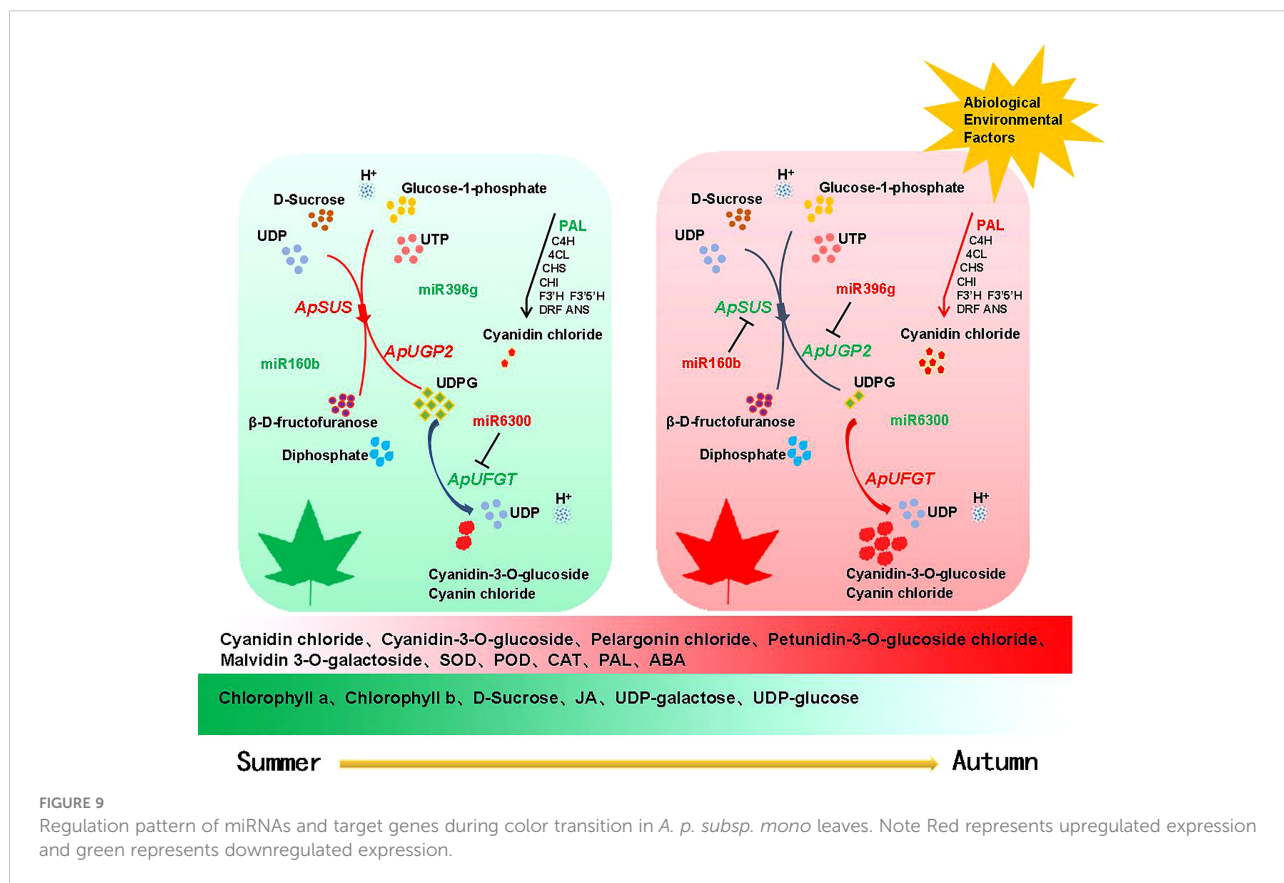 Abiological
Environmental
Factors
H+
Glucose-1-phosphate
D-Sucrose
UDP
UTP
PAL
C4H
4CL
CHS
CHI
F3'H F3'5'H
DRF ANS
miR396g
ApSUS
Cyanidin chloride
ApUGP2
miR160b
UDPG
miR6300
β-D-fructofuranose
Diphosphate
ApUFGT
UDP
H+
Cyanidin-3-O-glucoside
Cyanin chloride
H+
Glucose-1-phosphate
D-Sucrose
UDP
UTP
PAL
C4H
4CL
CHS
CHI
F3'H F3'5'H
DRF ANS
miR396g
ApSUS
Cyanidin chloride
ApUGP2
miR160b
UDPG
miR6300
β-D-fructofuranose
Diphosphate
ApUFGT
UDP
H+
Cyanidin-3-O-glucoside
Cyanin chloride
Cyanidin chloride、Cyanidin-3-O-glucoside、Pelargonin chloride、Petunidin-3-O-glucoside chloride、
Malvidin 3-O-galactoside、SOD、POD、CAT、PAL、ABA
Chlorophyll a、Chlorophyll b、D-Sucrose、JA、UDP-galactose、UDP-glucose
Summer
Autumn
FIGURE 9
Regulation pattern of miRNAs and target genes during color transition in A. p. subsp. mono leaves. Note Red represents upregulated expression
and green represents downregulated expression.